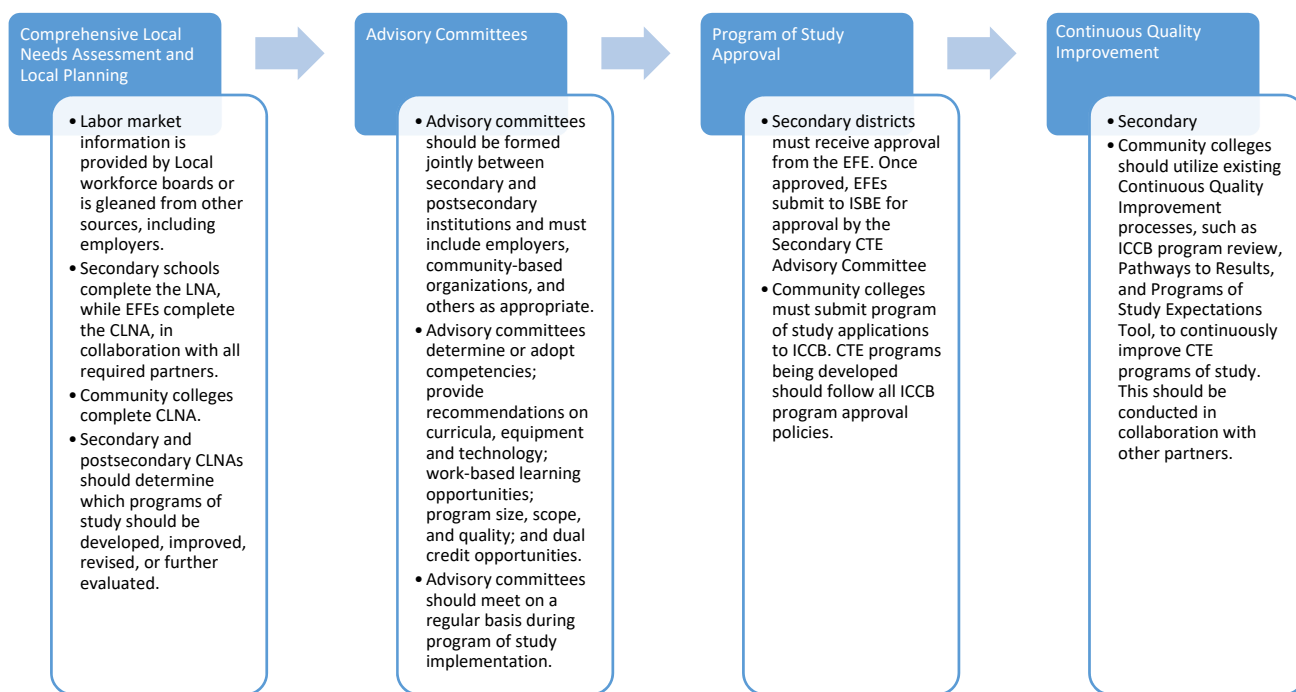 Comprehensive Local
Needs Assessment and
Local Planning
• Labor market
information is
provided by Local
workforce boards or
is gleaned from other
sources, including
employers.
• Secondary schools
complete the LNA,
while EFEs complete
the CLNA, in
collaboration with all
required partners.
• Community colleges
complete CLNA.
• Secondary and
postsecondary CLNAs
should determine
which programs of
study should be
developed, improved,
revised, or further
evaluated.
Advisory Committees
• Advisory committees
should be formed
jointly between
secondary and
postsecondary
institutions and must
include employers,
community-based
organizations, and
others as appropriate.
• Advisory committees
determine or adopt
competencies;
provide
recommendations on
curricula, equipment
and technology;
work-based learning
opportunities;
program size, scope,
and quality; and dual
credit opportunities.
• Advisory committees
should meet on a
regular basis during
program of study
implementation.
Program of Study
Approval
• Secondary districts
must receive approval
from the EFE. Once
approved, EFEs
submit to ISBE for
approval by the
Secondary CTE
Advisory Committee
• Community colleges
must submit program
of study applications
to ICCB. CTE programs
being developed
should follow all ICCB
program approval
policies.
Continuous Quality
Improvement
• Secondary
• Community colleges
should utilize existing
Continuous Quality
Improvement
processes, such as
ICCB program review,
Pathways to Results,
and Programs of
Study Expectations
Tool, to continuously
improve CTE
programs of study.
This should be
conducted in
collaboration with
other partners.